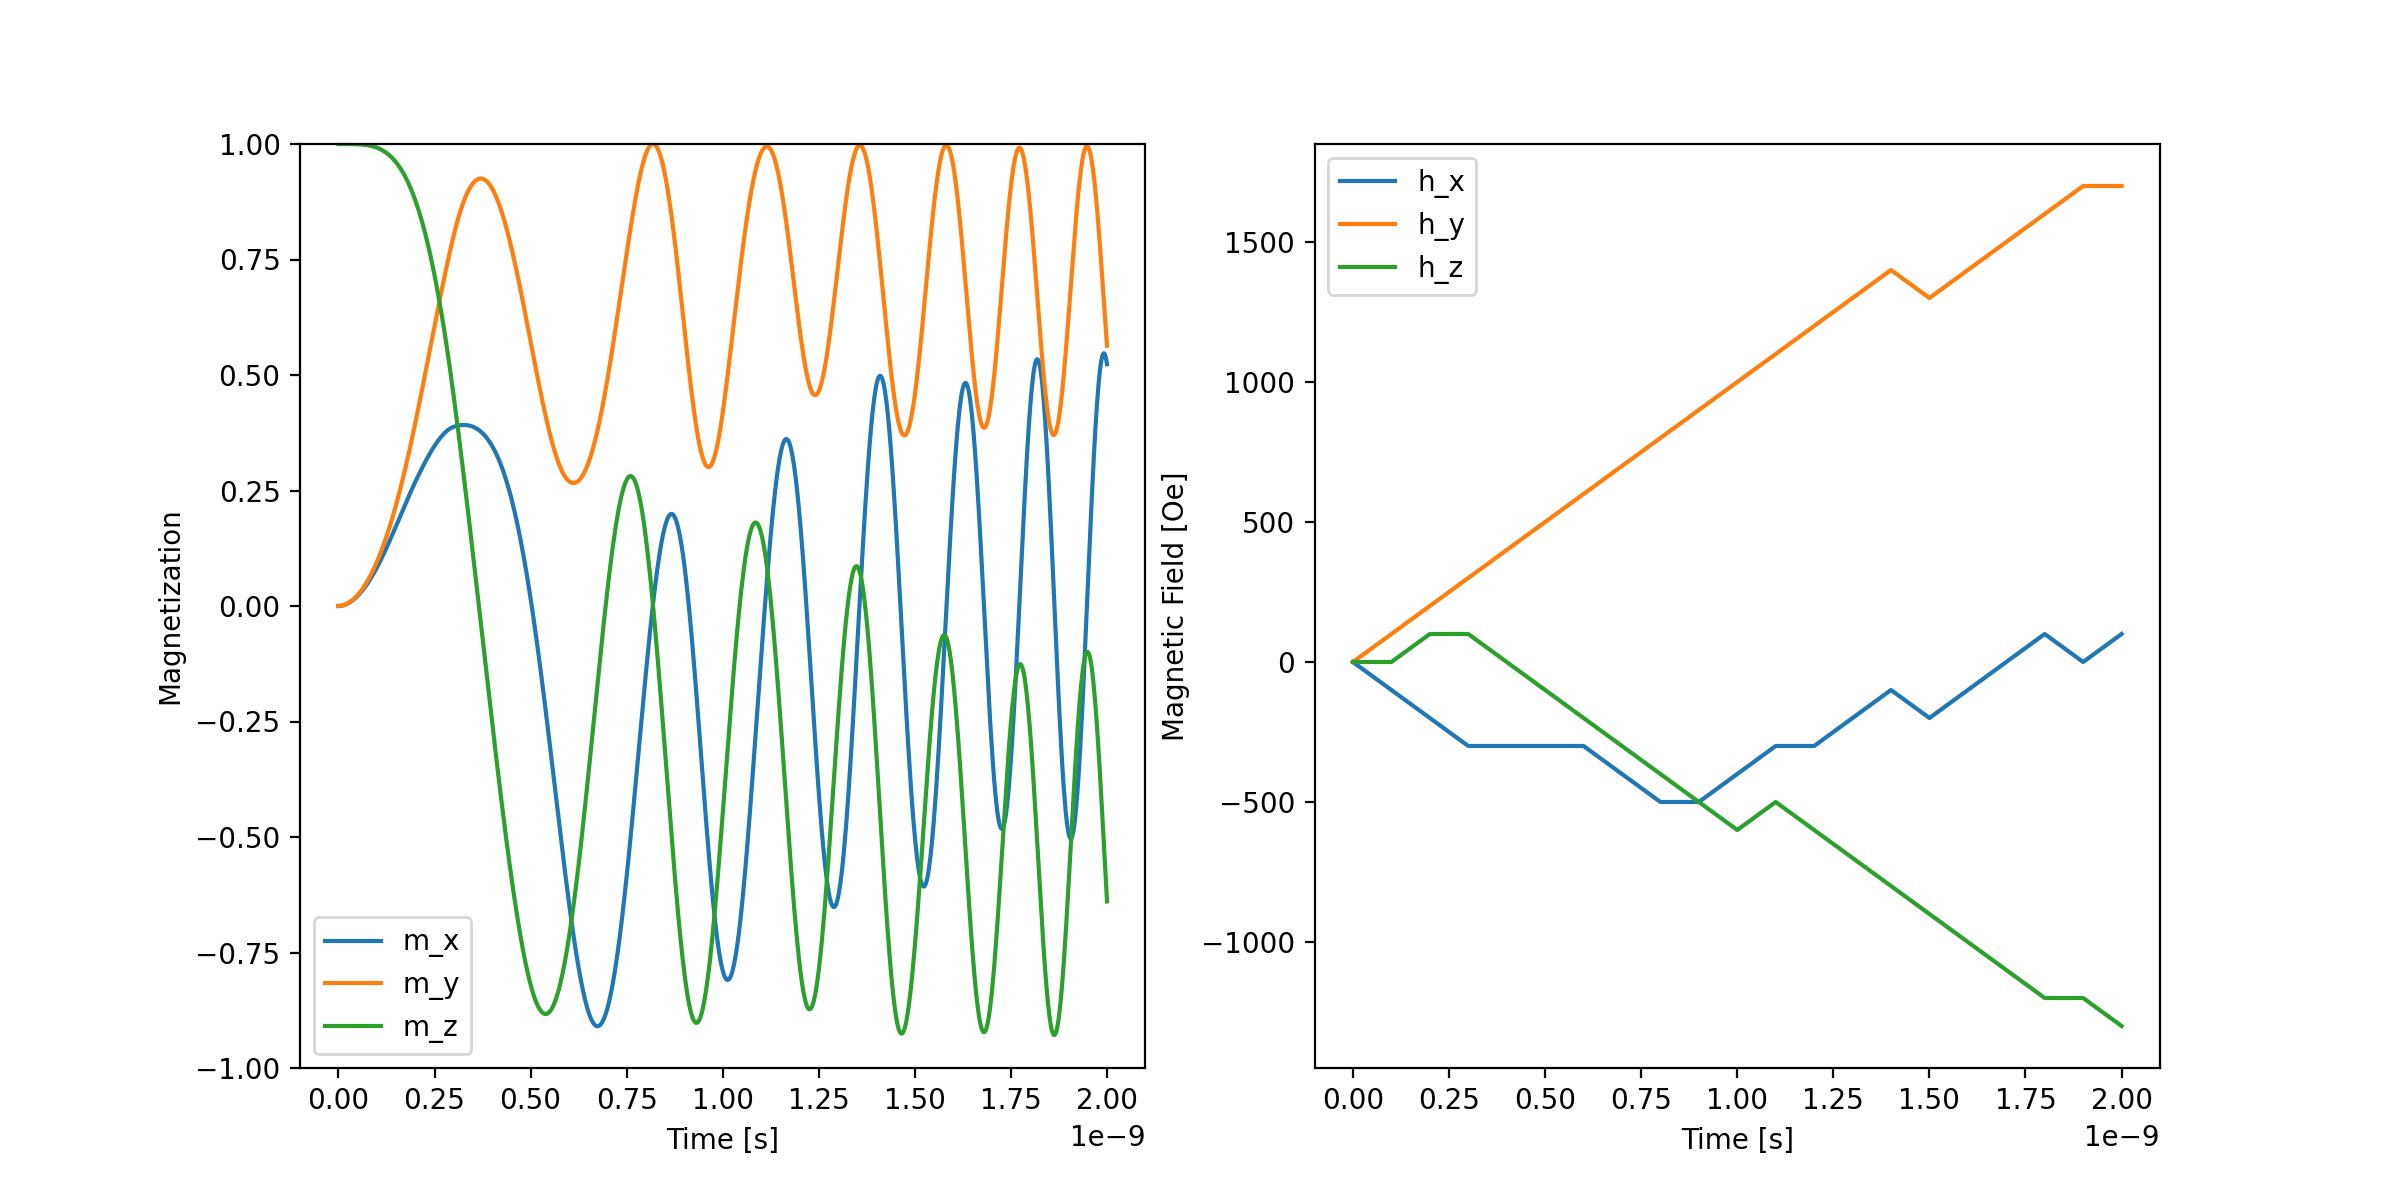 Magnetization
1.00
0.75
0.50
0.25
0.00
−0.25
−0.50
−0.75
−1.00
m_x
m_y
m_z
0.00 0.25 0.50 0.75 1.00 1.25 1.50 1.75 2.00
Time [s]
1e−9
Magnetic Field [Oe]
1500
1000
500
0
−500
−1000
h_x
h_y
h_z
0.00 0.25 0.50 0.75 1.00 1.25 1.50 1.75 2.00
Time [s]
1e−9